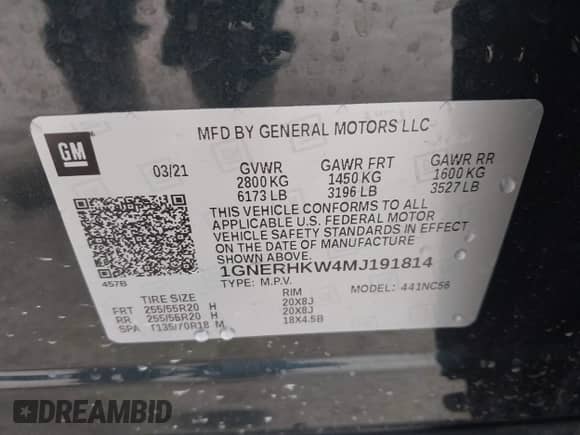 MFD BY GENERAL MOTORS LLC
GM
03/21 GVWR GAWR FRT GAWR RR
2800 KG 1450 KG 1600 KG
6173 LB 3196 LB 3527 LB
THIS VEHICLE CONFORMS TO ALL
APPLICABLE U.S. FEDERAL MOTOR
VEHICLE SAFETY STANDARDS IN EFFECT
ON THE DATE OF MANUFACTURE
SHOWN ABOVE.
1GNERHKW4MJ191814
457B
TYPE: M.P.V. MODEL: 441NC56
TIRE SIZE RIM
FRT 255/55R20 H 20X8J
RR 255/55R20 H 20X8J
SPA T135/70R18 M 18X4.5B
DREAMBID